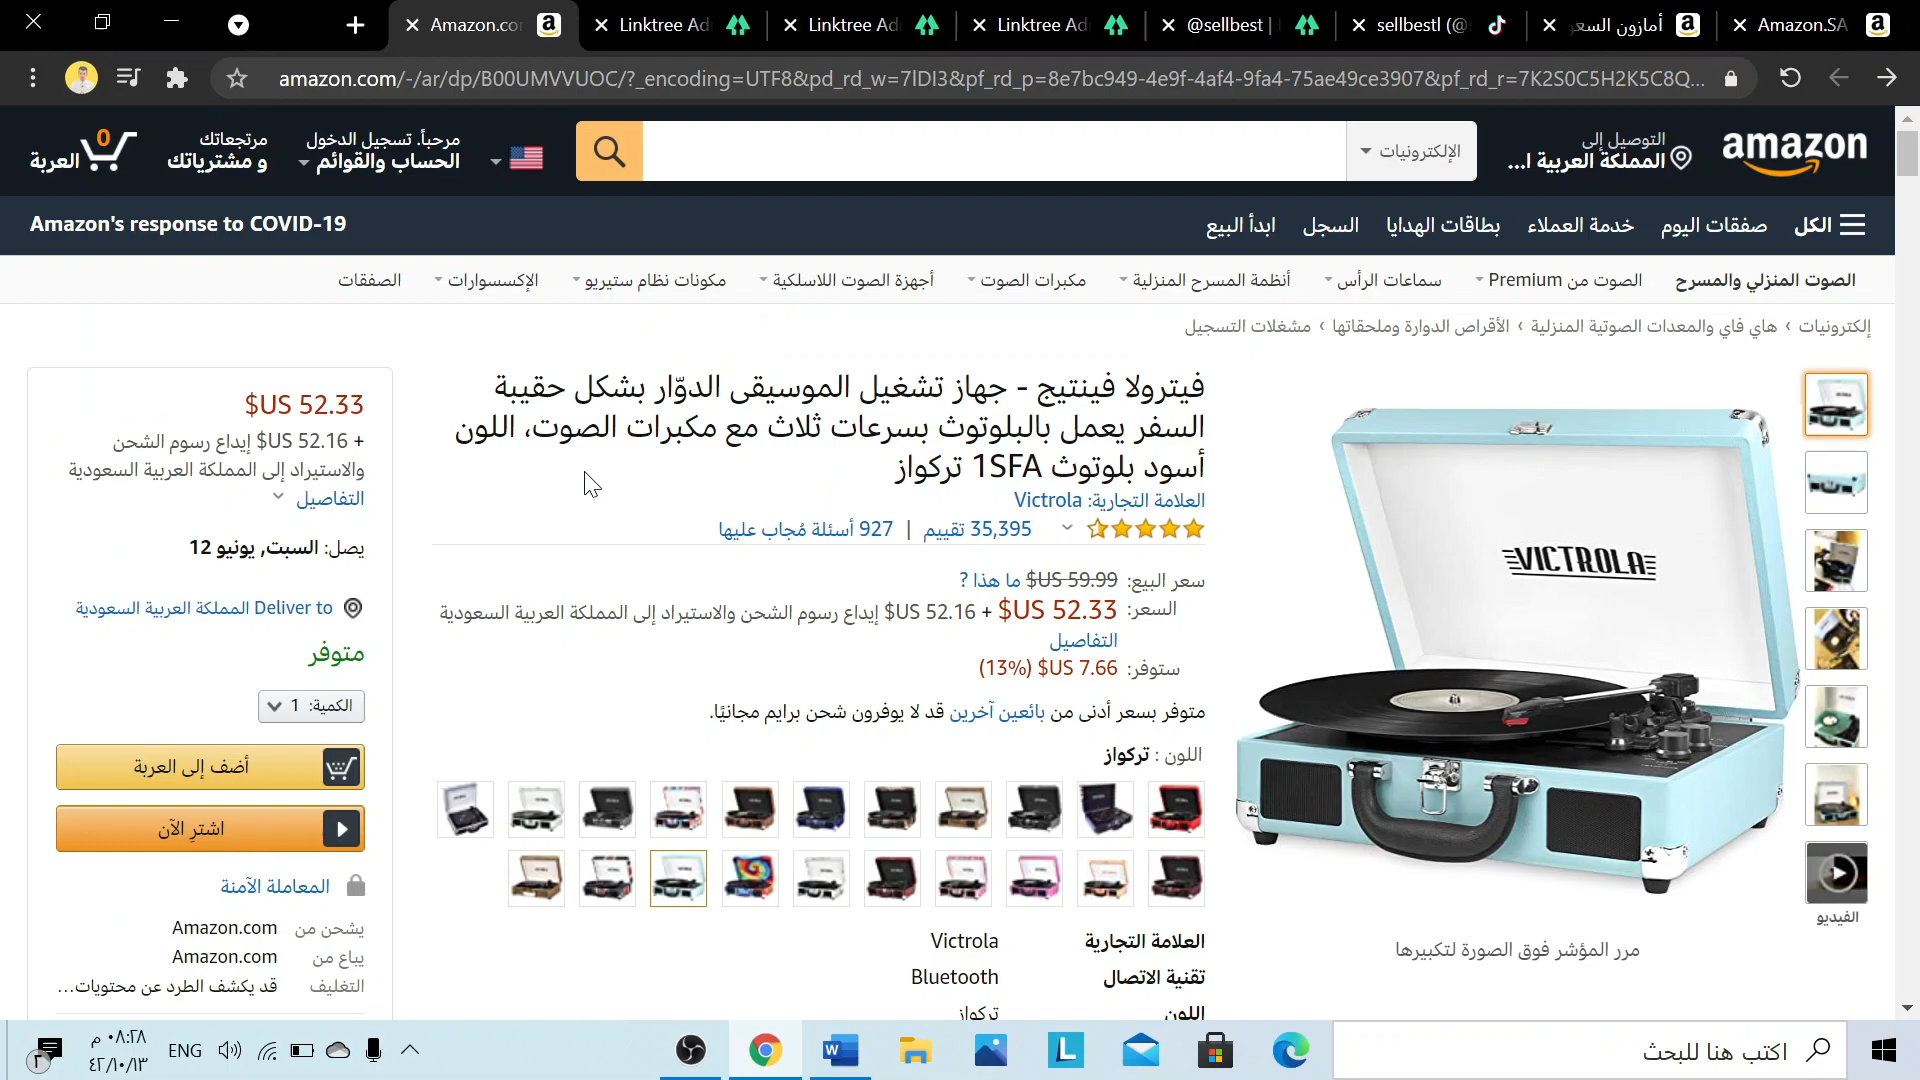 Amazon.co
Linktree Ad
Linktree Ad
Linktree Ad
@sellbest |
sellbestl (@
أمازون السعو
Amazon.SA
amazon.com/-/ar/dp/B00UMVVUOC/?_encoding=UTF8&pd_rd_w=7lDI3&pf_rd_p=8e7bc949-4e9f-4af4-9fa4-75ae49ce3907&pf_rd_r=7K2S0C5H2K5C8Q...
amazon
التوصيل إلى
المملكة العربية ا...
الإلكترونيات
مرحباً. تسجيل الدخول
الحساب والقوائم
مرتجعاتك
و مشترياتك
0
العربة
الكل
صفقات اليوم
خدمة العملاء
بطاقات الهدايا
السجل
ابدأ البيع
Amazon's response to COVID-19
الصوت المنزلي والمسرح
الصوت من Premium
سماعات الرأس
أنظمة المسرح المنزلية
مكبرات الصوت
أجهزة الصوت اللاسلكية
مكونات نظام ستيريو
الإكسسوارات
الصفقات
إلكترونيات › هاي فاي والمعدات الصوتية المنزلية › الأقراص الدوارة وملحقاتها › مشغلات التسجيل
VICTROLA
الفيديو
مرر المؤشر فوق الصورة لتكبيرها
فيترولا فينتيج - جهاز تشغيل الموسيقى الدوّار بشكل حقيبة
السفر يعمل بالبلوتوث بسرعات ثلاث مع مكبرات الصوت، اللون
أسود بلوتوث 1SFA تركواز
العلامة التجارية: Victrola
35,395 تقييم | 927 أسئلة مُجاب عليها
سعر البيع: US 59.99$ ما هذا ?
السعر: US 52.33$ + US 52.16$ إيداع رسوم الشحن والاستيراد إلى المملكة العربية السعودية
التفاصيل
ستوفر: US 7.66$ (13%)
متوفر بسعر أدنى من بائعين آخرين قد لا يوفرون شحن برايم مجانيًا.
اللون : تركواز
العلامة التجارية Victrola
تقنية الاتصال Bluetooth
اللون تركواز
US 52.33$
+ US 52.16$ إيداع رسوم الشحن
والاستيراد إلى المملكة العربية السعودية
التفاصيل
يصل: السبت, يونيو 12
Deliver to المملكة العربية السعودية
متوفر
الكمية: 1
أضف إلى العربة
اشترِ الآن
المعاملة الآمنة
يشحن من Amazon.com
يباع من Amazon.com
التغليف قد يكشف الطرد عن محتويات...
اكتب هنا للبحث
ENG
٠٨:٢٨ م
٤٢/١٠/١٣
٢